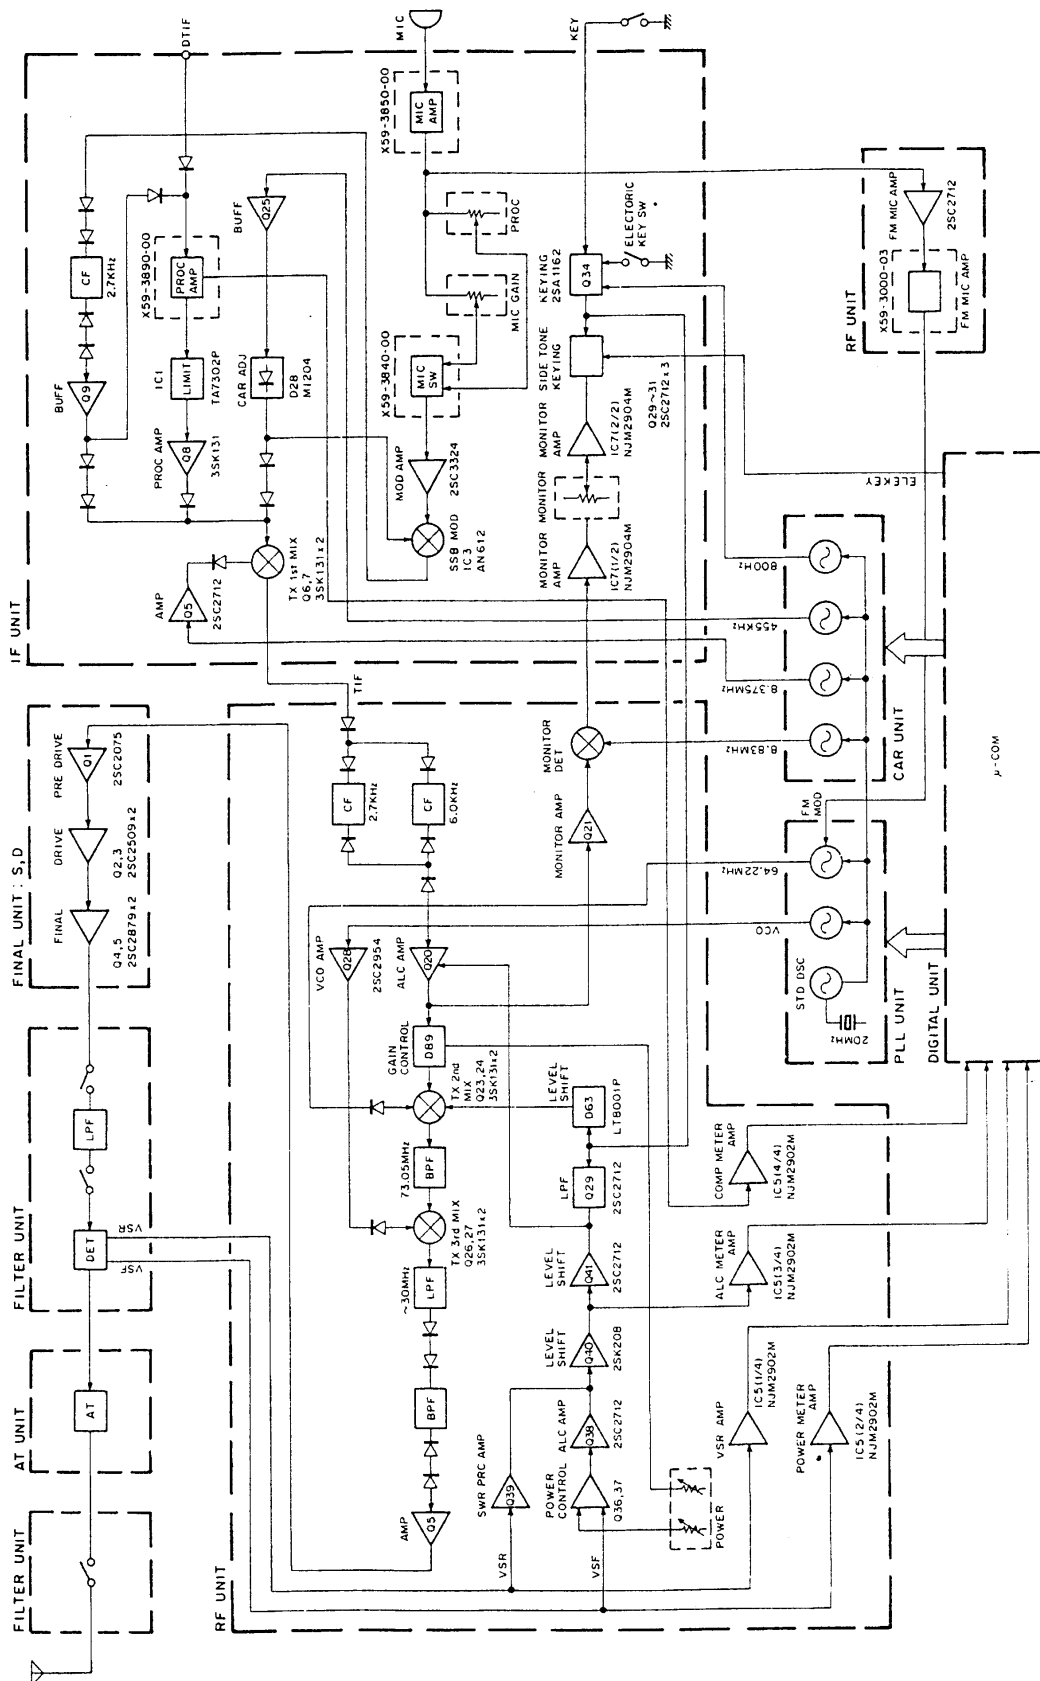 FILTER UNIT
AT UNIT
AT
FILTER UNIT
DET
VSR
VSF
LPF
FINAL UNIT : S,D
FINAL
Q4,5
2SC2879x2
DRIVE
Q2,3
2SC2509x2
PRE DRIVE
Q1
2SC2075
IF UNIT
BUFF
Q9
CF
2.7KHz
DTIF
PROC AMP
Q8
3SK131
IC1
LIMIT
TA7302P
X59-3890-00
PROC
AMP
AMP
Q5
2SC2712
TX 1st MIX
Q6,7
3SK131x2
CAR ADJ
D28
M1204
BUFF
Q25
MIC
X59-3850-00
MIC
AMP
SSB MOD
IC3
AN612
MOD AMP
2SC3324
X59-3840-00
MIC
SW
MIC GAIN
PROC
KEY
KEYING
2SA1162
Q34
ELECTORIC
KEY SW
MONITOR
AMP
IC7(1/2)
NJM2904M
MONITOR
MONITOR
AMP
IC7(2/2)
NJM2904M
SIDE TONE
KEYING
Q29~31
2SC2712x3
TIF
RF UNIT
AMP
Q5
BPF
~30MHz
LPF
TX 3rd MIX
Q26,27
3SK131x2
73.05MHz
BPF
TX 2nd
MIX
Q23,24
3SK131x2
GAIN
CONTROL
D89
ALC AMP
Q20
VCO AMP
Q28
2SC2954
CF
2.7KHz
CF
6.0KHz
MONITOR AMP
Q21
MONITOR
DET
VSR
SWR PRC AMP
Q39
VSF
POWER
CONTROL
Q36,37
ALC AMP
Q38
2SC2712
LEVEL
SHIFT
Q40
2SK208
LEVEL
SHIFT
Q41
2SC2712
LPF
Q29
2SC2712
LEVEL
SHIFT
D63
LT8001P
POWER
VSR AMP
IC5(1/4)
NJM2902M
POWER METER
AMP
IC5(2/4)
NJM2902M
ALC METER
AMP
IC5(3/4)
NJM2902M
COMP METER
AMP
IC5(4/4)
NJM2902M
PLL UNIT
STD OSC
20MHz
VCO
64.22MHz
FM
MOD
CAR UNIT
8.83MHz
8.375MHz
455KHz
800Hz
ELEKEY
RF UNIT
FM MIC AMP
2SC2712
X59-3000-03
FM MIC AMP
DIGITAL UNIT
μ-COM